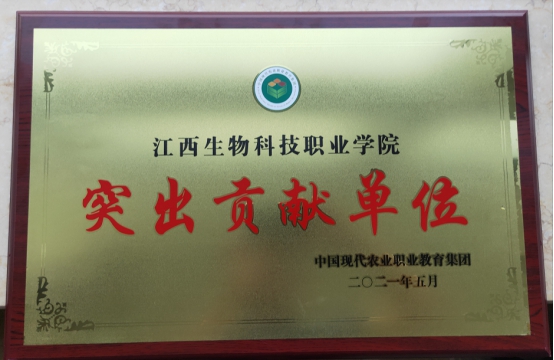 江西生物科技职业学院
突出贡献单位
中国现代农业职业教育集团
二〇二一年五月